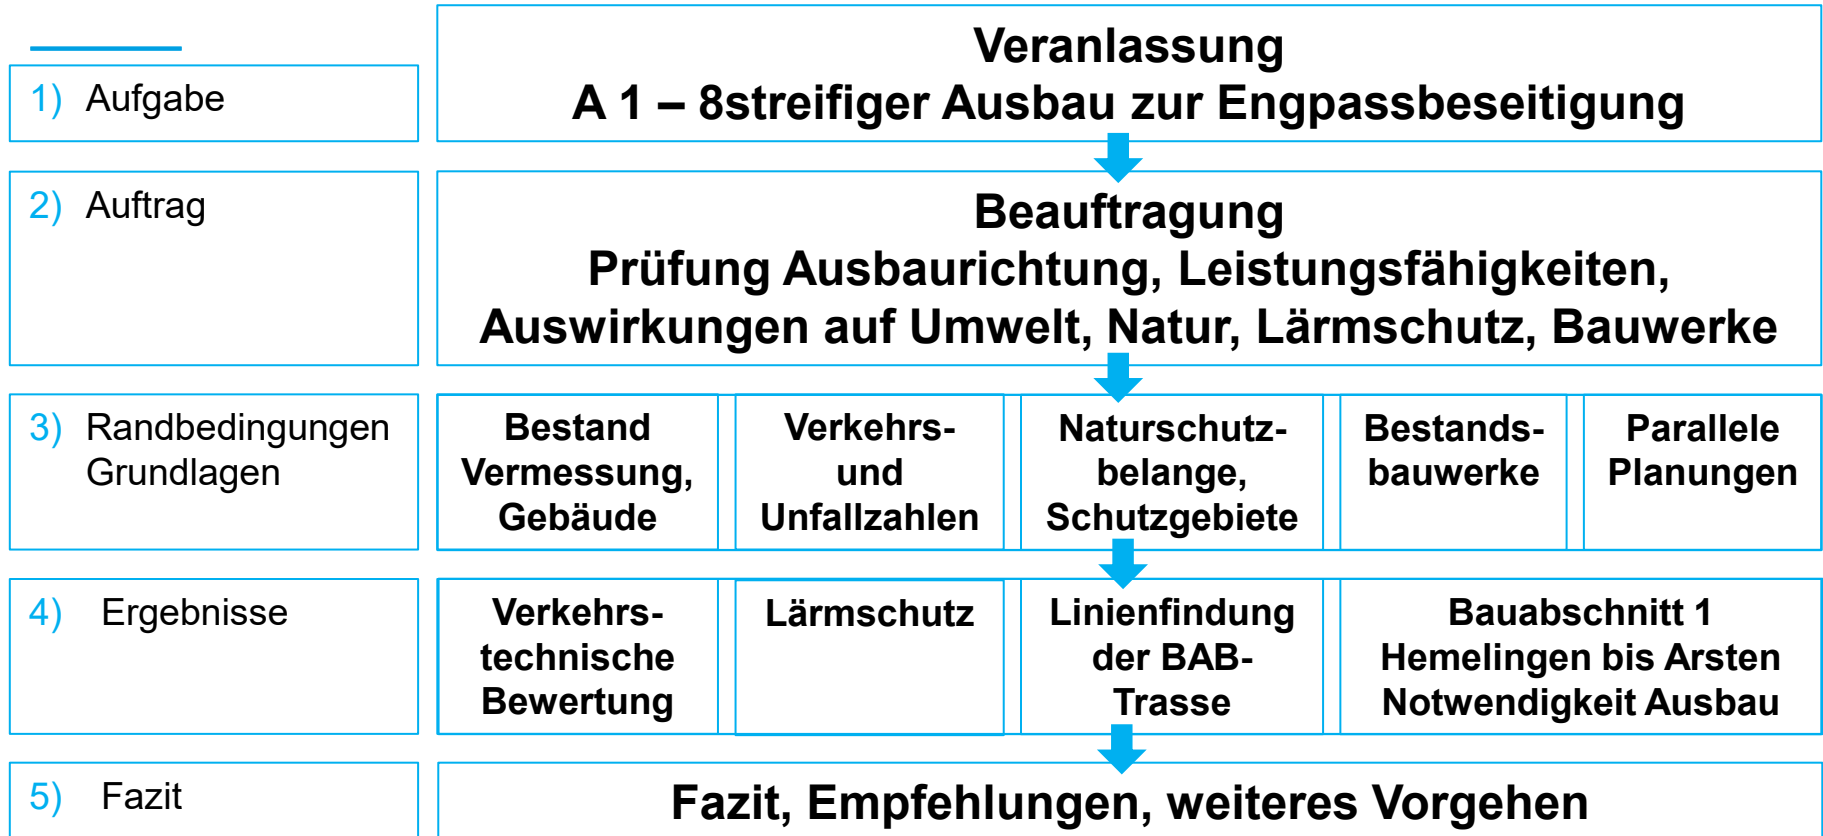 1) Aufgabe
Veranlassung
A 1 – 8streifiger Ausbau zur Engpassbeseitigung
2) Auftrag
Beauftragung
Prüfung Ausbaurichtung, Leistungsfähigkeiten,
Auswirkungen auf Umwelt, Natur, Lärmschutz, Bauwerke
3) Randbedingungen
Grundlagen
Bestand
Vermessung,
Gebäude
Verkehrs-
und
Unfallzahlen
Naturschutz-
belange,
Schutzgebiete
Bestands-
bauwerke
Parallele
Planungen
4) Ergebnisse
Verkehrs-
technische
Bewertung
Lärmschutz
Linienfindung
der BAB-
Trasse
Bauabschnitt 1
Hemelingen bis Arsten
Notwendigkeit Ausbau
5) Fazit
Fazit, Empfehlungen, weiteres Vorgehen